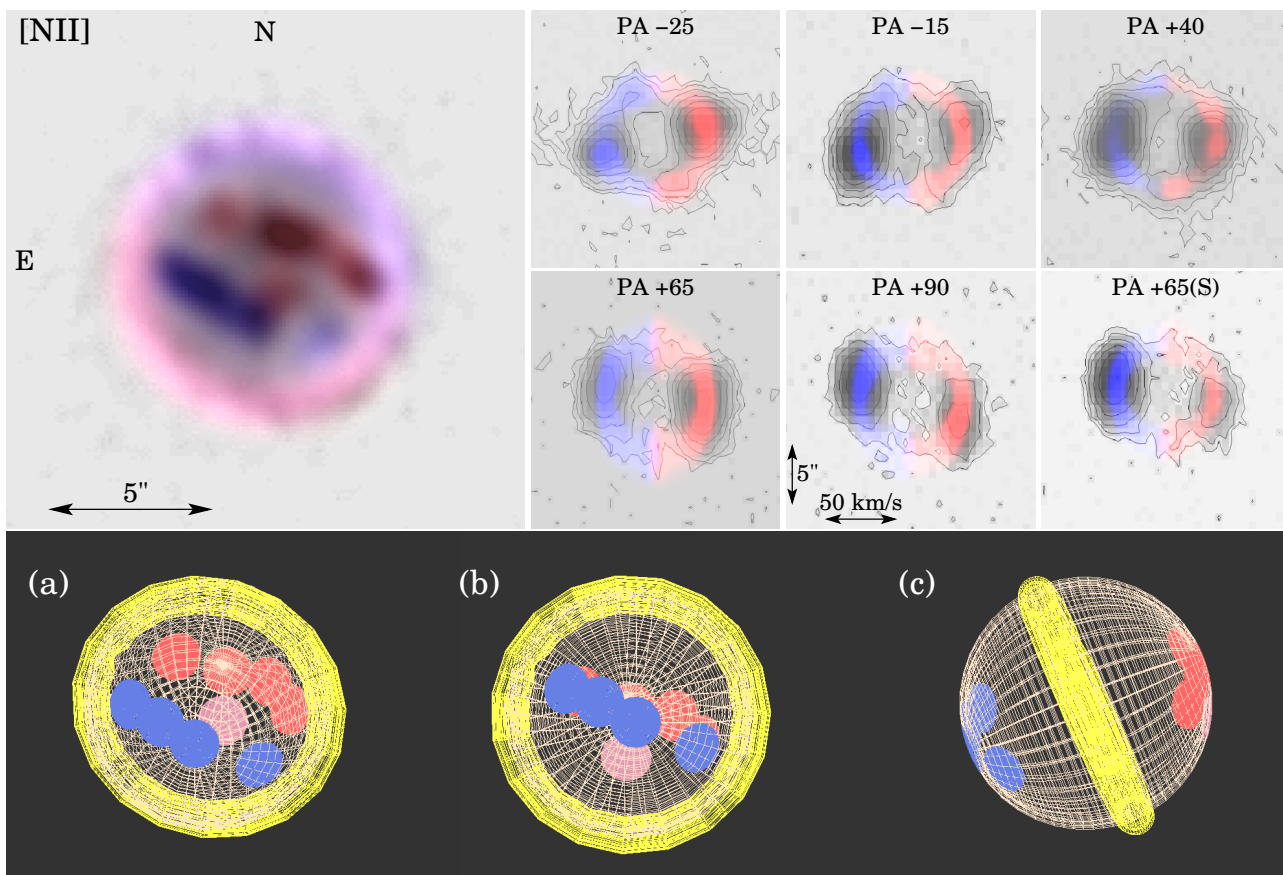 [NII]
N
E
5"
PA −25
PA −15
PA +40
PA +65
PA +90
PA +65(S)
5"
50 km/s
(a)
(b)
(c)